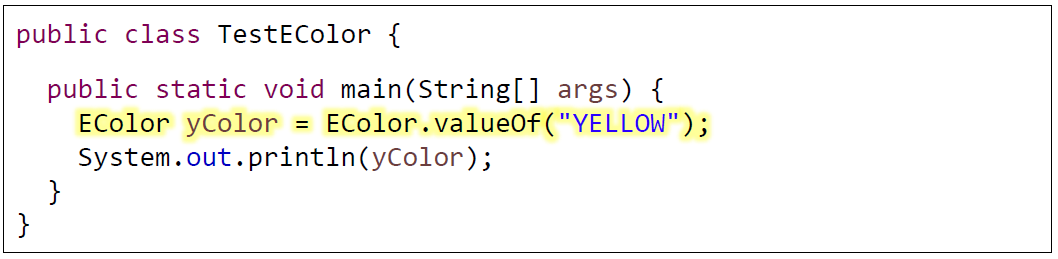 public class TestEColor {
public static void main(String[] args) {
EColor yColor = EColor.valueOf("YELLOW");
System.out.println(yColor);
}
}